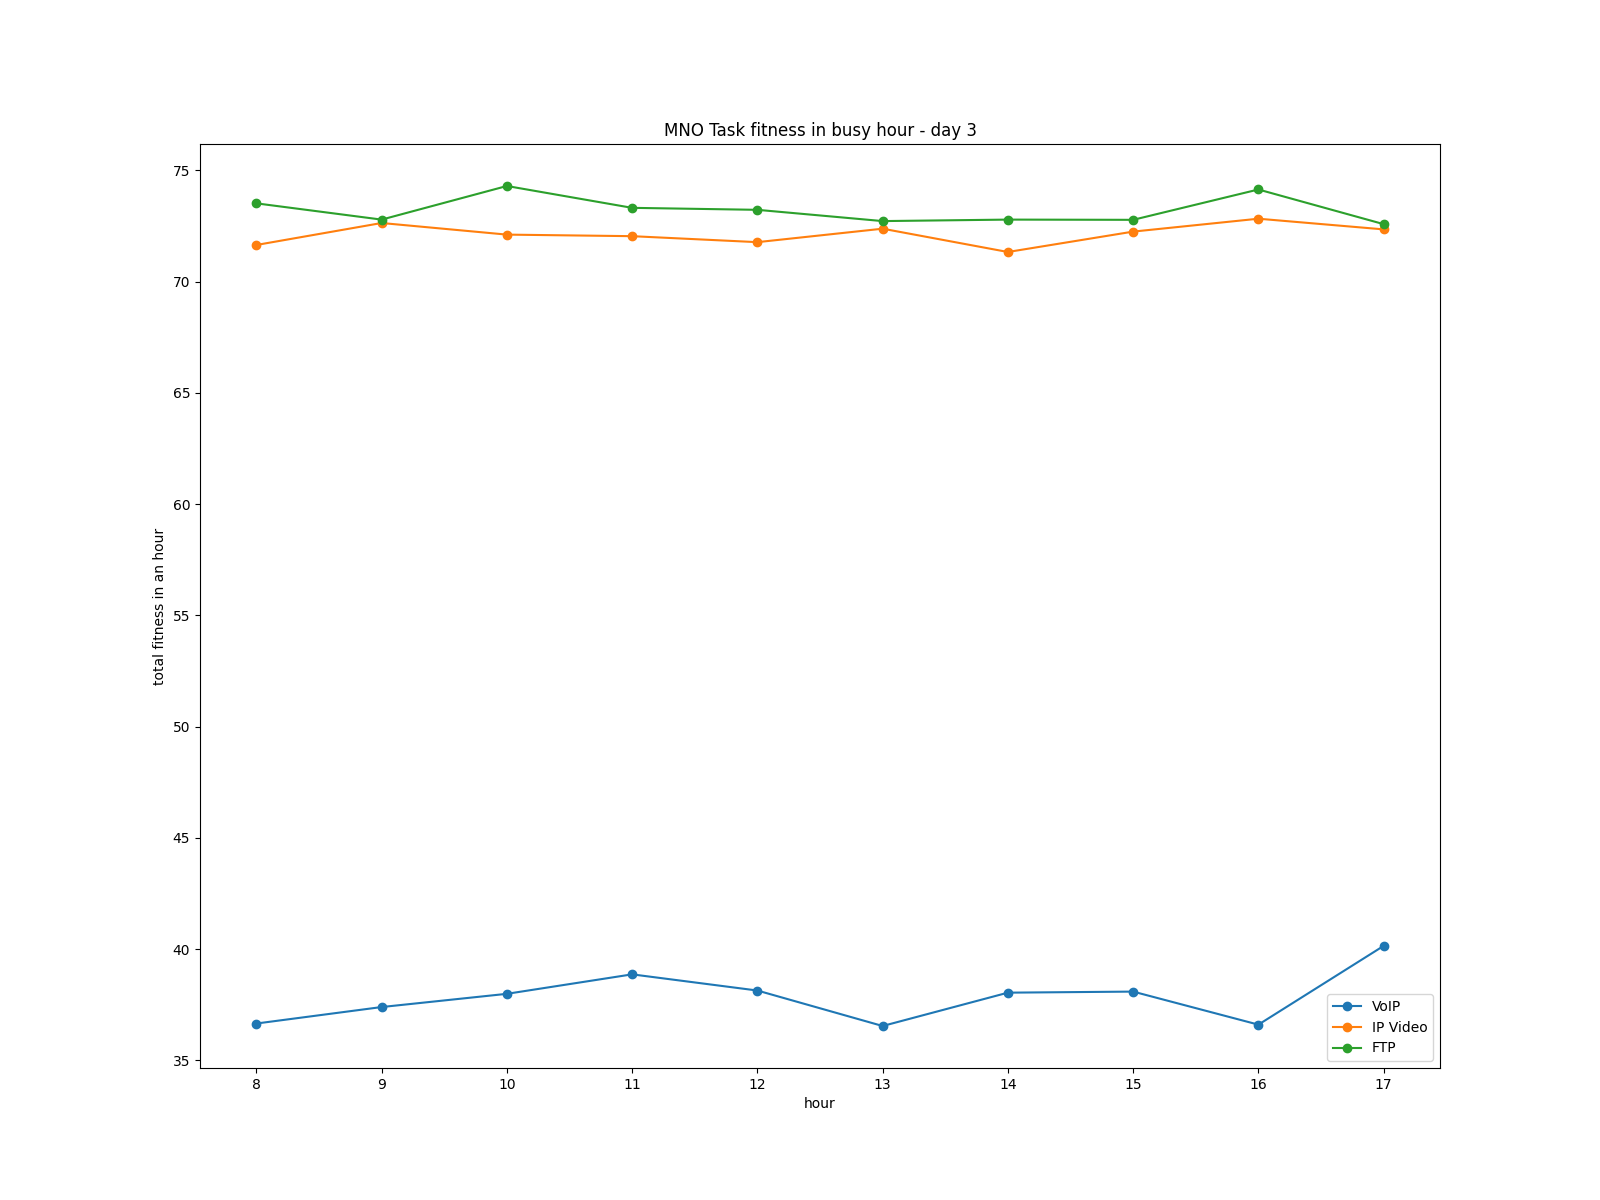 MNO Task fitness in busy hour - day 3
75
70
65
60
55
50
45
40
35
total fitness in an hour
8 9 10 11 12 13 14 15 16 17
hour
VoIP
IP Video
FTP